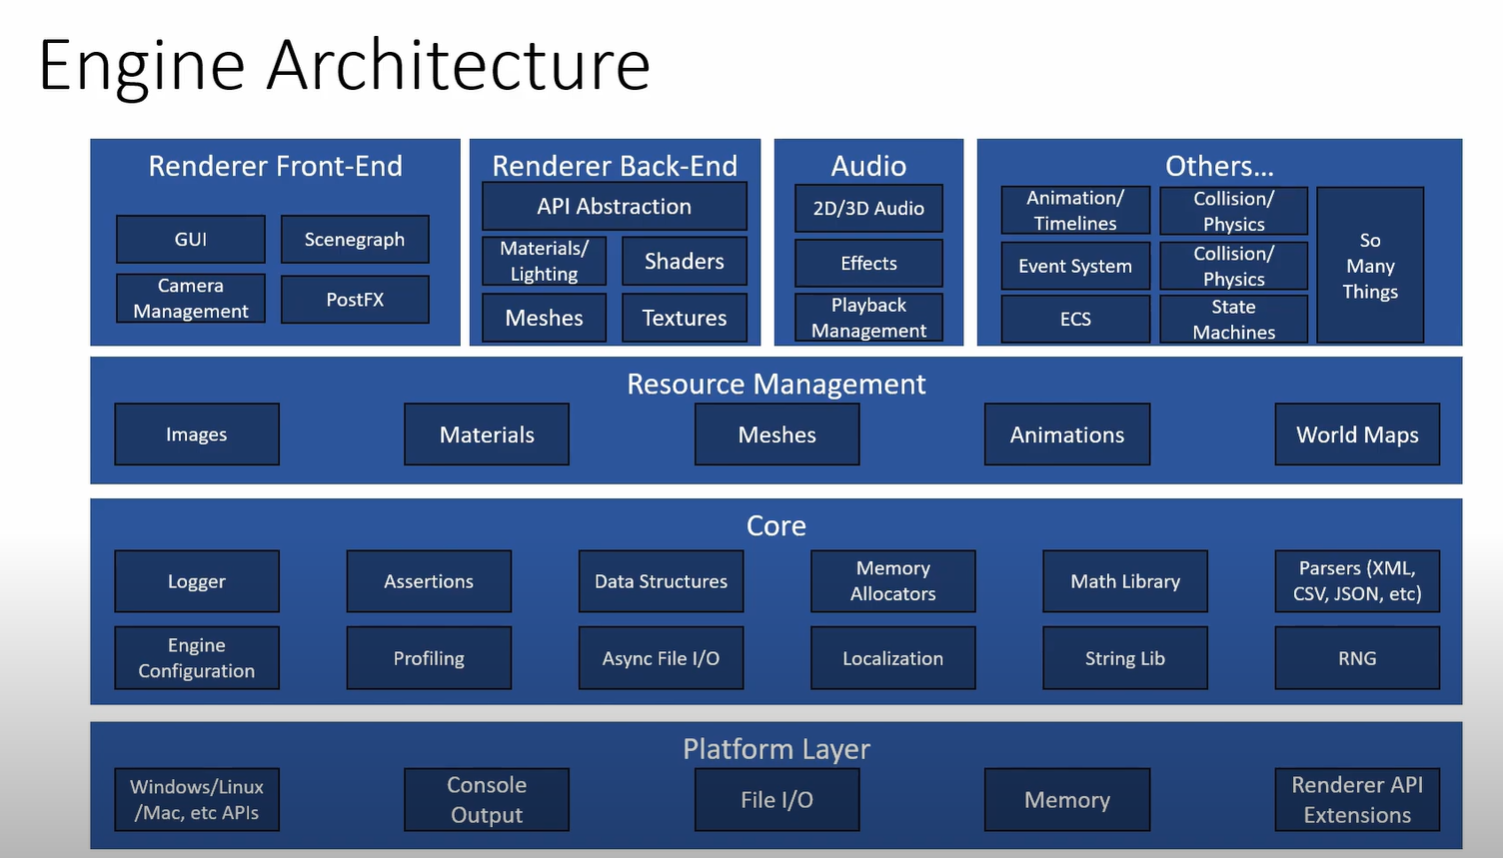 Engine Architecture
Renderer Front-End
GUI
Scenegraph
Camera
Management
PostFX
Renderer Back-End
API Abstraction
Materials/
Lighting
Shaders
Meshes
Textures
Audio
2D/3D Audio
Effects
Playback
Management
Others...
Animation/
Timelines
Collision/
Physics
Event System
Collision/
Physics
ECS
State
Machines
So
Many
Things
Resource Management
Images
Materials
Meshes
Animations
World Maps
Core
Logger
Assertions
Data Structures
Memory
Allocators
Math Library
Parsers (XML,
CSV, JSON, etc)
Engine
Configuration
Profiling
Async File I/O
Localization
String Lib
RNG
Platform Layer
Windows/Linux
/Mac, etc APIs
Console
Output
File I/O
Memory
Renderer API
Extensions